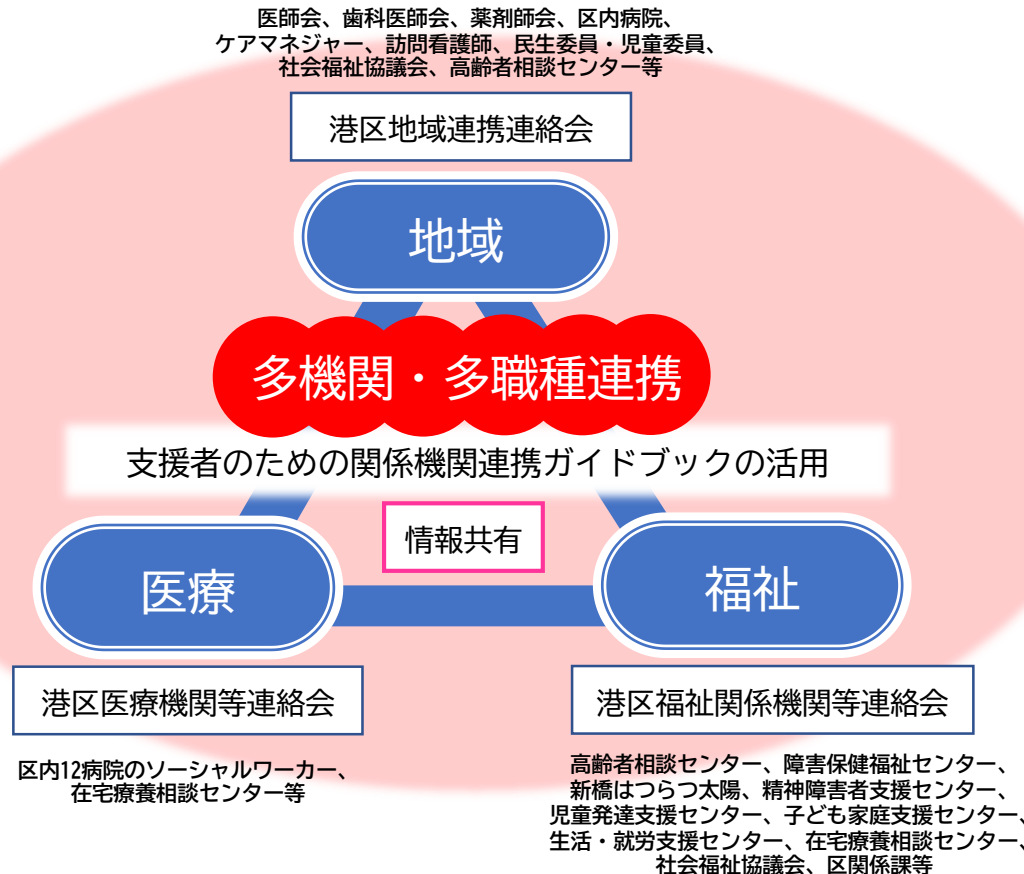 医師会、歯科医師会、薬剤師会、区内病院、
ケアマネジャー、訪問看護師、民生委員・児童委員、
社会福祉協議会、高齢者相談センター等
港区地域連携連絡会
地域
多機関・多職種連携
支援者のための関係機関連携ガイドブックの活用
情報共有
医療
福祉
港区医療機関等連絡会
港区福祉関係機関等連絡会
区内12病院のソーシャルワーカー、
在宅療養相談センター等
高齢者相談センター、障害保健福祉センター、
新橋はつらつ太陽、精神障害者支援センター、
児童発達支援センター、子ども家庭支援センター、
生活・就労支援センター、在宅療養相談センター、
社会福祉協議会、区関係課等